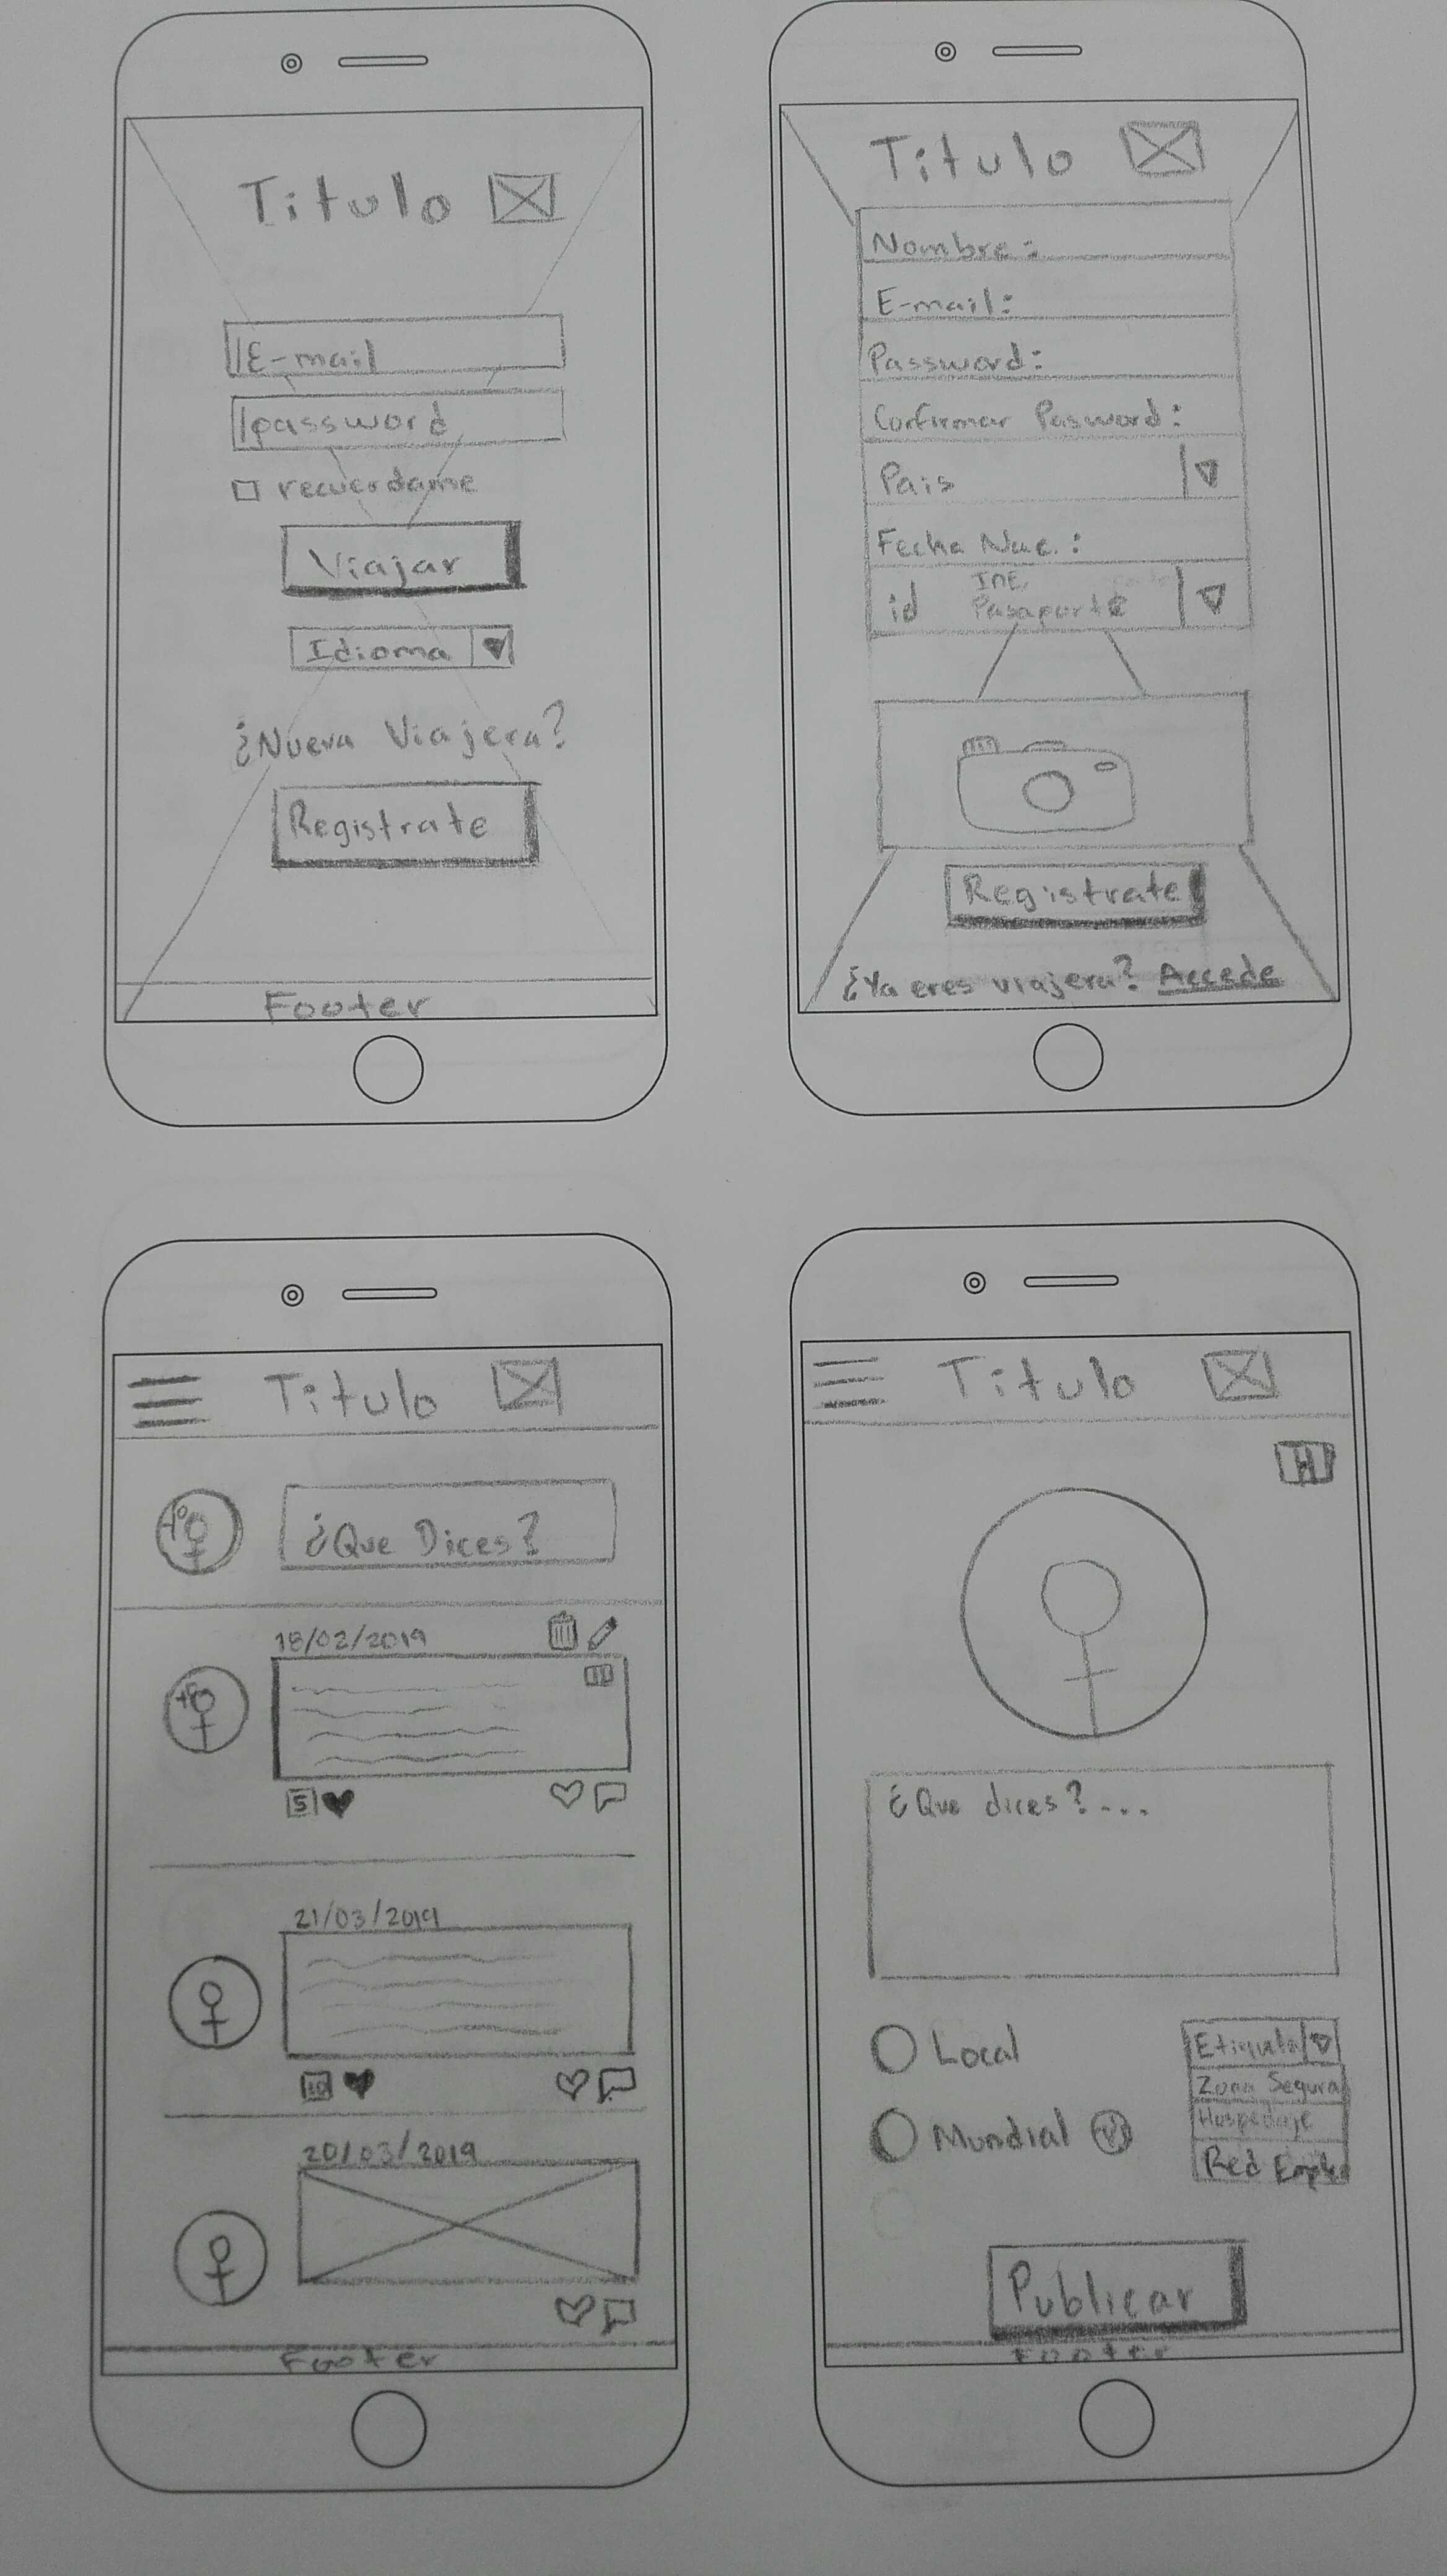 Titulo
E-mail
password
recuerdame
Viajar
Idioma
¿Nueva Viajera?
Registrate
Footer
Titulo
Nombre:
E-mail:
Password:
Confirmar Pasword:
Pais
Fecha Nac.:
id INE,
Pasaporte
Registrate
¿Ya eres viajera? Accede
Titulo
¿Que Dices?
18/02/2019
5
21/03/2019
10
20/03/2019
Footer
Titulo
H
¿Que dices?...
Local
Etiqueta
Zona Segura
Hospedaje
Mundial
Red
Publicar
Footer